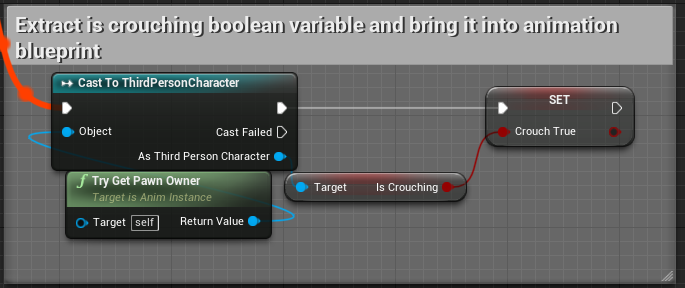 Extract is crouching boolean variable and bring it into animation
blueprint
Cast To ThirdPersonCharacter
Object
Cast Failed
As Third Person Character
SET
Crouch True
Target
Is Crouching
f Try Get Pawn Owner
Target is Anim Instance
Target self
Return Value